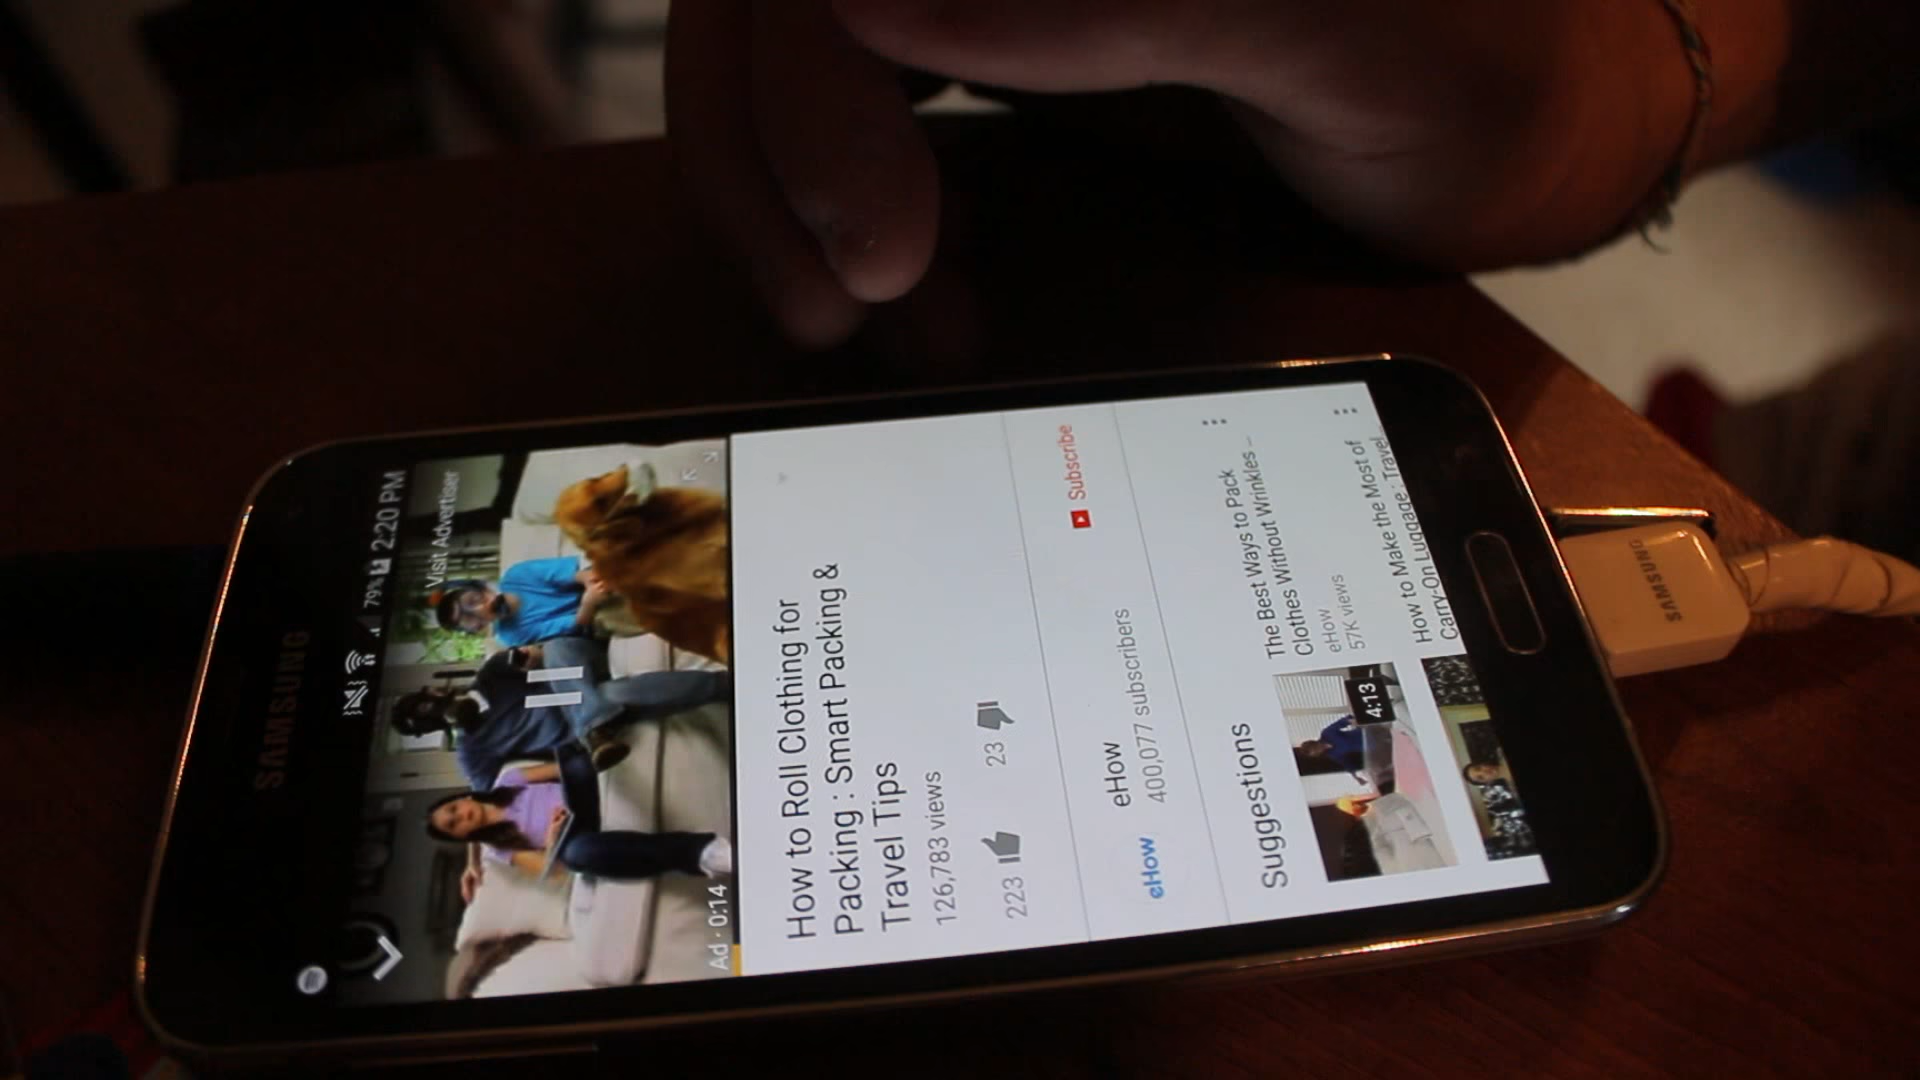 SAMSUNG
79% 2:20 PM
Visit Advertiser
Ad · 0:14
How to Roll Clothing for
Packing : Smart Packing &
Travel Tips
126,783 views
223 23
eHow eHow
400,077 subscribers
Subscribe
Suggestions
4:13
The Best Ways to Pack
Clothes Without Wrinkles –
eHow
57K views
How to Make the Most of
Carry-On Luggage : Travel
SAMSUNG